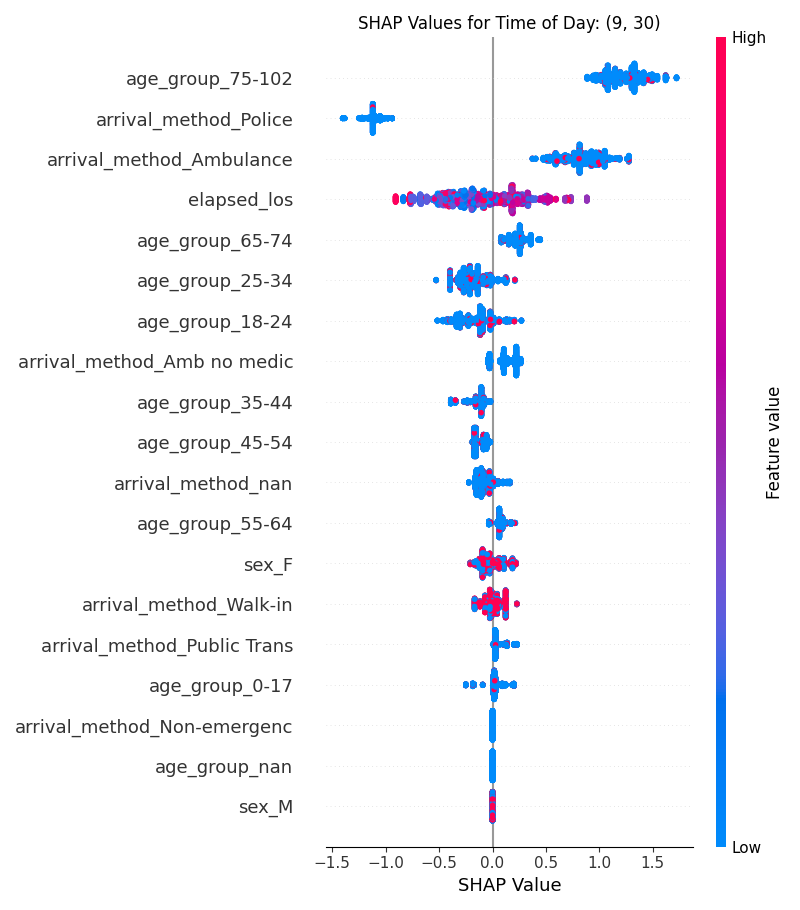 SHAP Values for Time of Day: (9, 30)
High
age_group_75-102
arrival_method_Police
arrival_method_Ambulance
elapsed_los
age_group_65-74
age_group_25-34
age_group_18-24
arrival_method_Amb no medic
age_group_35-44
age_group_45-54
arrival_method_nan
age_group_55-64
sex_F
arrival_method_Walk-in
arrival_method_Public Trans
age_group_0-17
arrival_method_Non-emergenc
age_group_nan
sex_M
Feature value
Low
−1.5 −1.0 −0.5 0.0 0.5 1.0 1.5
SHAP Value